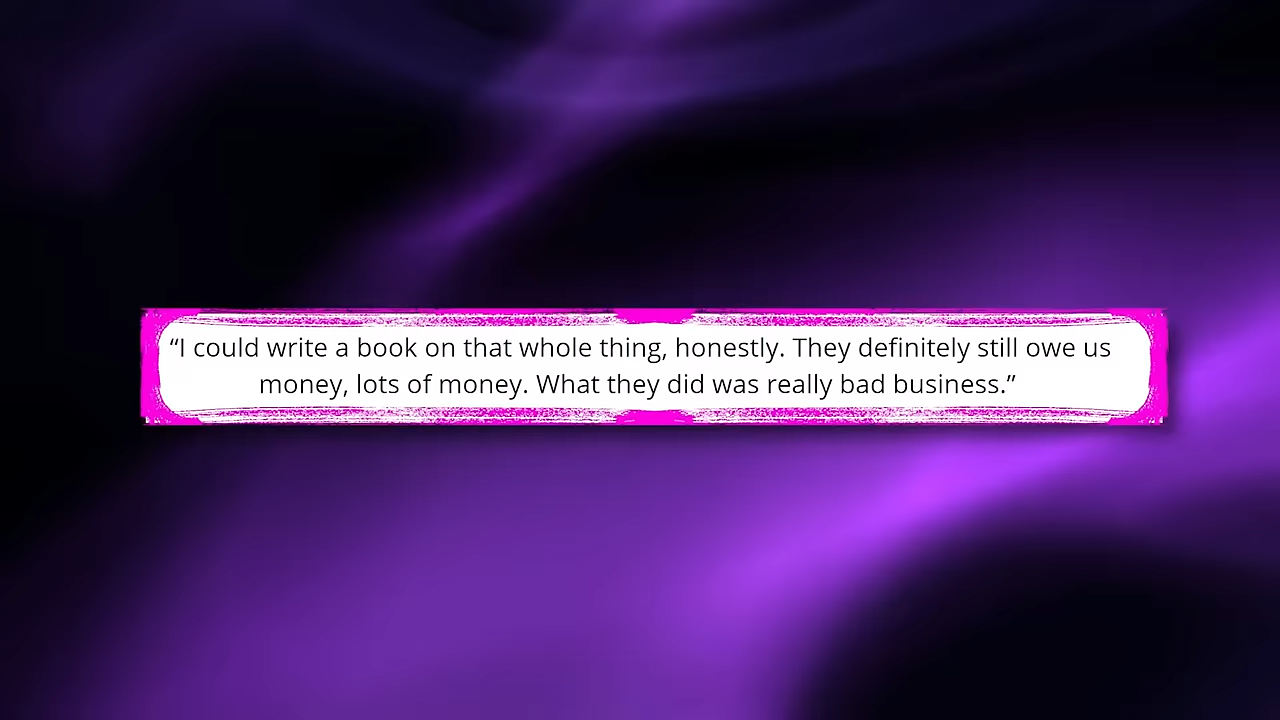 “I could write a book on that whole thing, honestly. They definitely still owe us
money, lots of money. What they did was really bad business.”